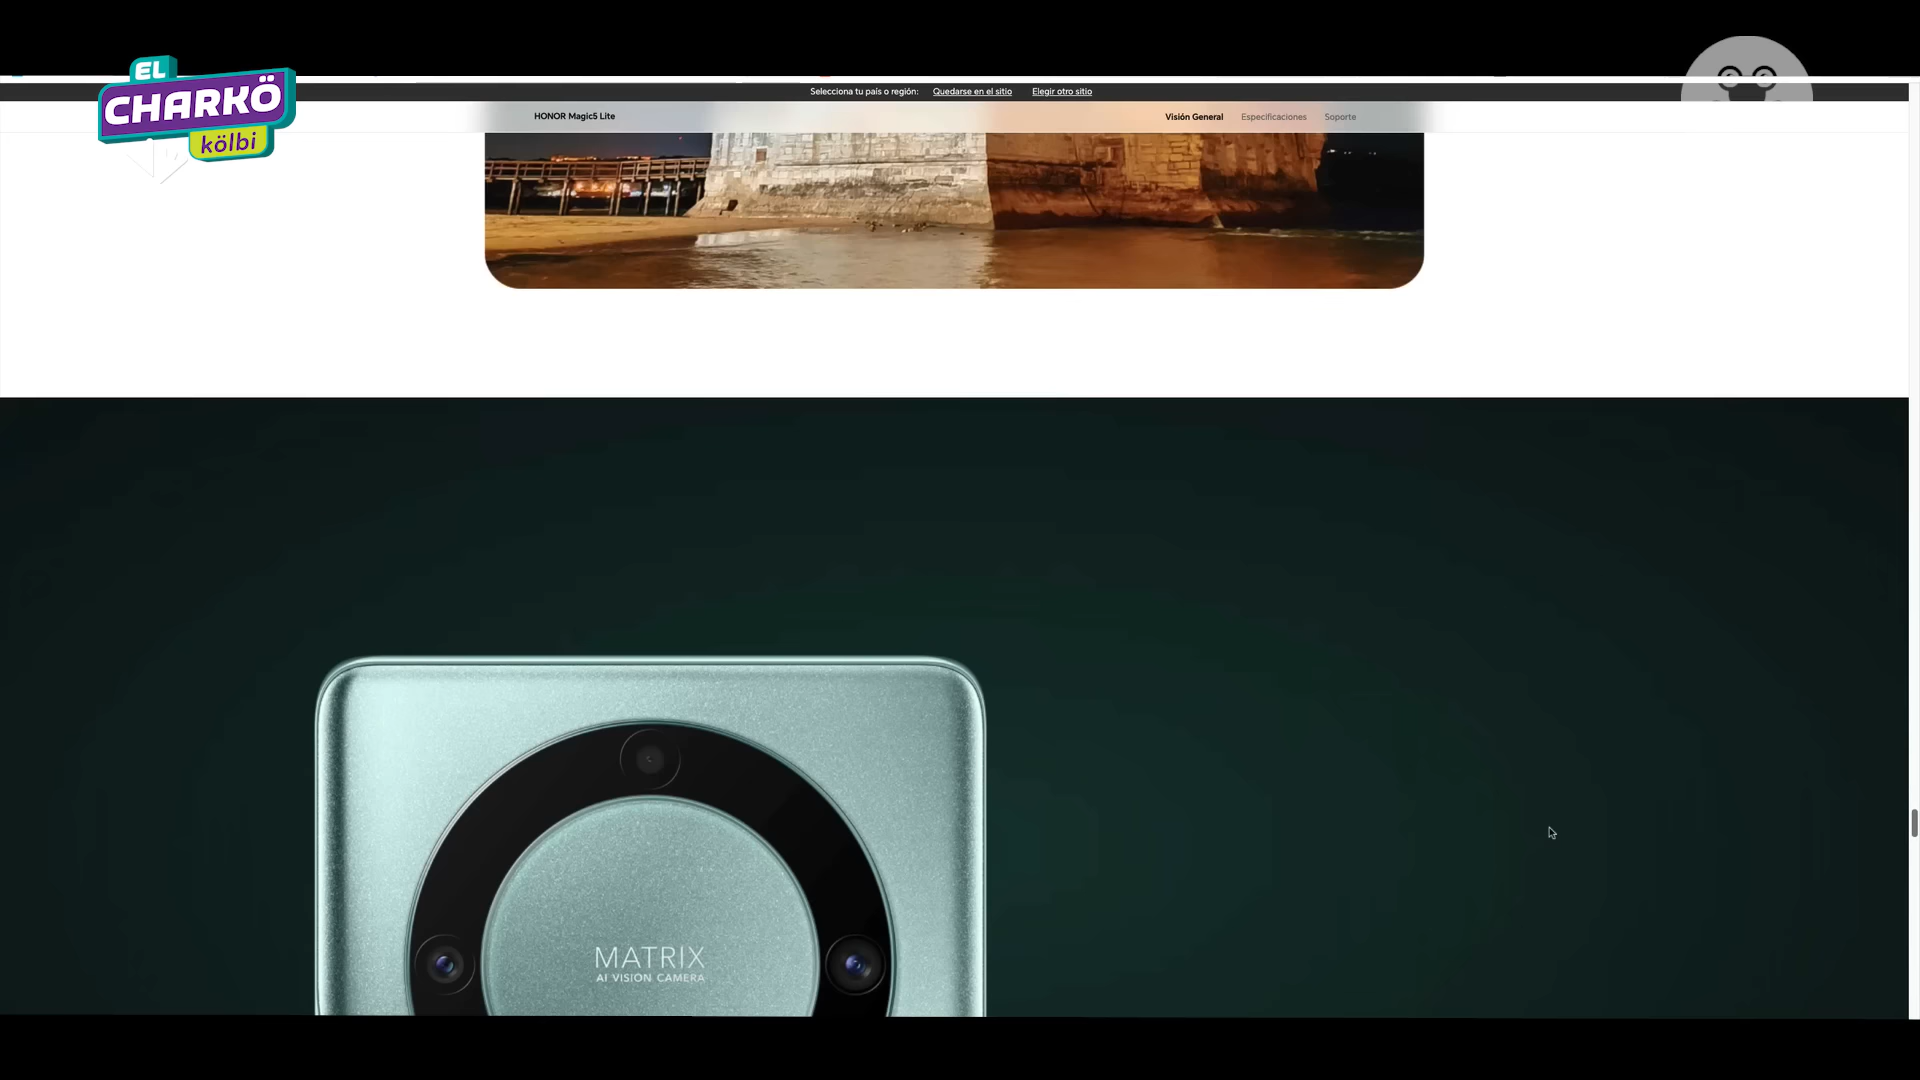 EL
CHARKÖ
kölbi
Selecciona tu país o región: Quedarse en el sitio Elegir otro sitio
HONOR Magic5 Lite Visión General Especificaciones Soporte
MATRIX
AI VISION CAMERA